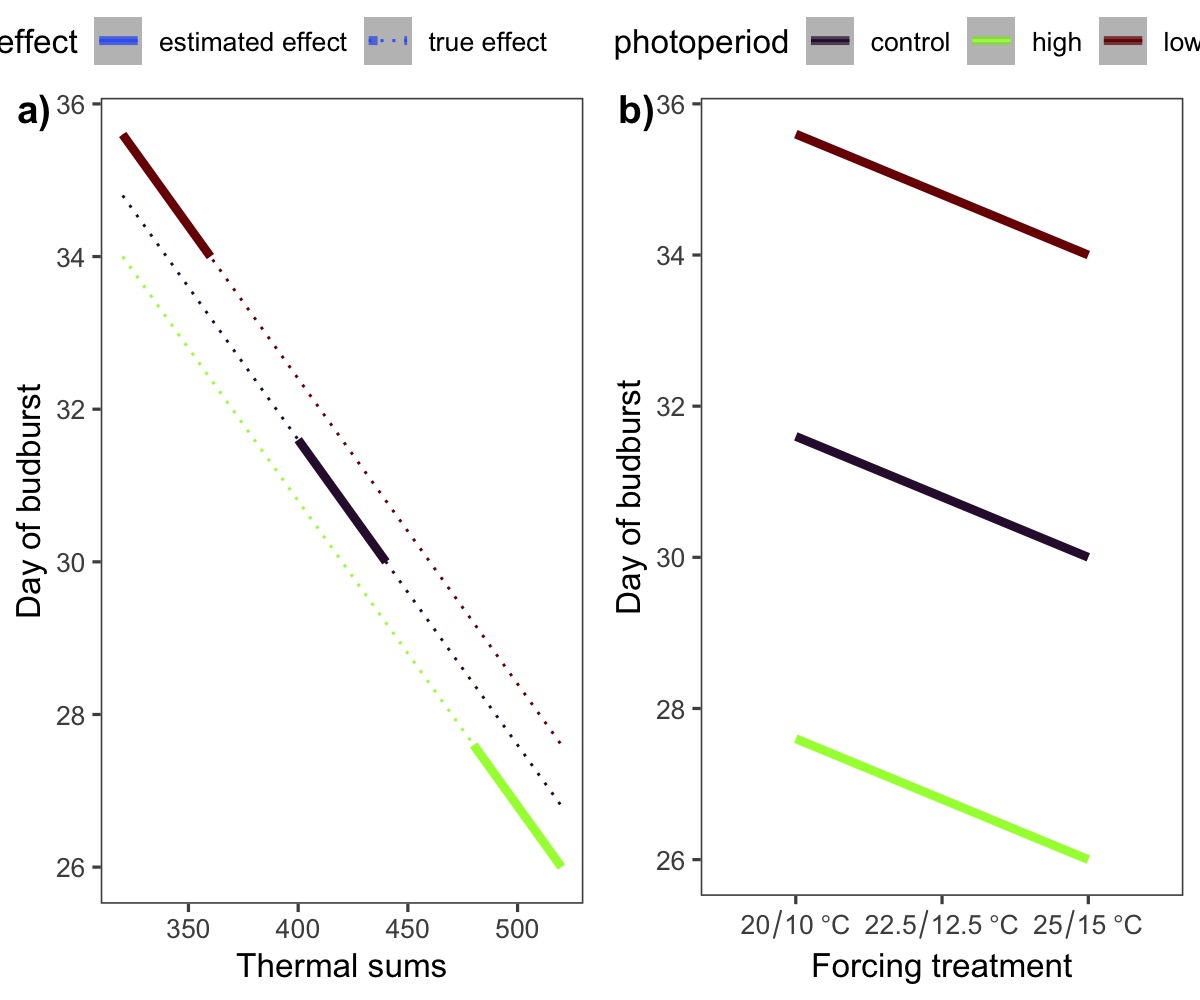 effect estimated effect true effect
photoperiod control high low
a)
36
34
32
30
28
26
Day of budburst
350 400 450 500
Thermal sums
b)
36
34
32
30
28
26
Day of budburst
20/10 °C 22.5/12.5 °C 25/15 °C
Forcing treatment